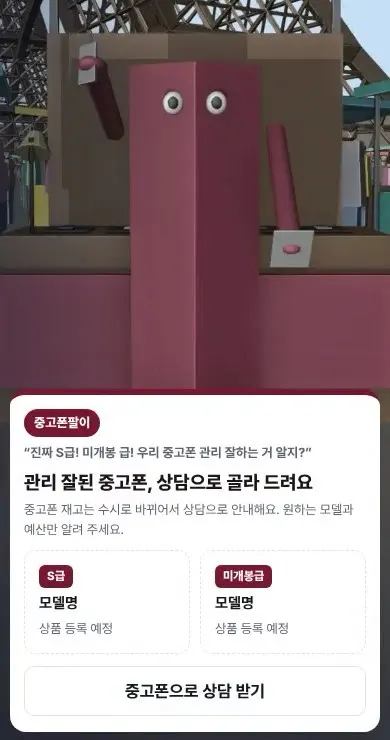 중고폰팔이
“진짜 S급! 미개봉 급! 우리 중고폰 관리 잘하는 거 알지?”
관리 잘된 중고폰, 상담으로 골라 드려요
중고폰 재고는 수시로 바뀌어서 상담으로 안내해요. 원하는 모델과
예산만 알려 주세요.
S급
모델명
상품 등록 예정
미개봉급
모델명
상품 등록 예정
중고폰으로 상담 받기